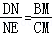 DN/NE = BM/CM